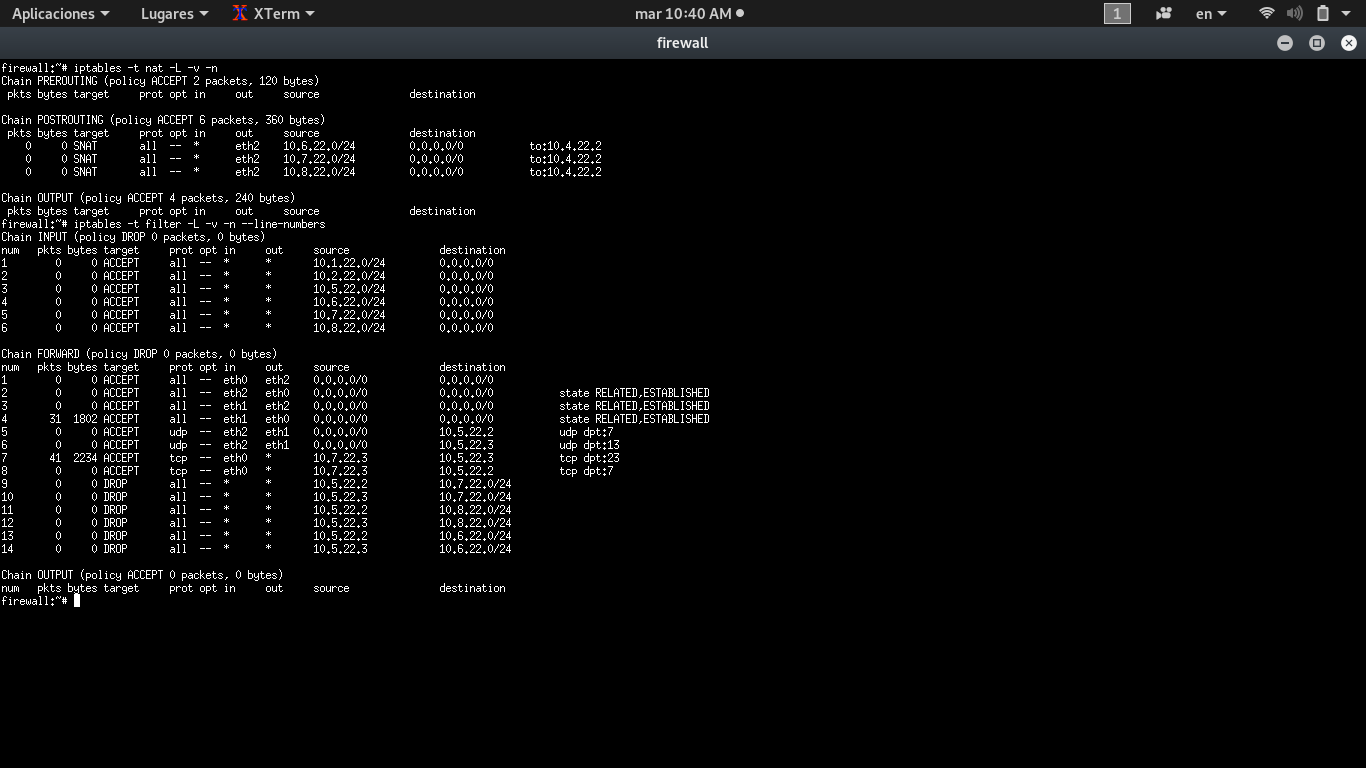 Aplicaciones Lugares XTerm mar 10:40 AM 1 en
firewall
firewall:~# iptables -t nat -L -v -n
Chain PREROUTING (policy ACCEPT 2 packets, 120 bytes)
 pkts bytes target     prot opt in     out     source               destination

Chain POSTROUTING (policy ACCEPT 6 packets, 360 bytes)
 pkts bytes target     prot opt in     out     source               destination
    0     0 SNAT       all  --  *      eth2    10.6.22.0/24         0.0.0.0/0           to:10.4.22.2
    0     0 SNAT       all  --  *      eth2    10.7.22.0/24         0.0.0.0/0           to:10.4.22.2
    0     0 SNAT       all  --  *      eth2    10.8.22.0/24         0.0.0.0/0           to:10.4.22.2

Chain OUTPUT (policy ACCEPT 4 packets, 240 bytes)
 pkts bytes target     prot opt in     out     source               destination
firewall:~# iptables -t filter -L -v -n --line-numbers
Chain INPUT (policy DROP 0 packets, 0 bytes)
num   pkts bytes target     prot opt in     out     source               destination
1        0     0 ACCEPT     all  --  *      *       10.1.22.0/24         0.0.0.0/0
2        0     0 ACCEPT     all  --  *      *       10.2.22.0/24         0.0.0.0/0
3        0     0 ACCEPT     all  --  *      *       10.5.22.0/24         0.0.0.0/0
4        0     0 ACCEPT     all  --  *      *       10.6.22.0/24         0.0.0.0/0
5        0     0 ACCEPT     all  --  *      *       10.7.22.0/24         0.0.0.0/0
6        0     0 ACCEPT     all  --  *      *       10.8.22.0/24         0.0.0.0/0

Chain FORWARD (policy DROP 0 packets, 0 bytes)
num   pkts bytes target     prot opt in     out     source               destination
1        0     0 ACCEPT     all  --  eth0   eth2    0.0.0.0/0            0.0.0.0/0
2        0     0 ACCEPT     all  --  eth2   eth0    0.0.0.0/0            0.0.0.0/0           state RELATED,ESTABLISHED
3        0     0 ACCEPT     all  --  eth1   eth2    0.0.0.0/0            0.0.0.0/0           state RELATED,ESTABLISHED
4       31  1802 ACCEPT     all  --  eth1   eth0    0.0.0.0/0            0.0.0.0/0           state RELATED,ESTABLISHED
5        0     0 ACCEPT     udp  --  eth2   eth1    0.0.0.0/0            10.5.22.2           udp dpt:7
6        0     0 ACCEPT     udp  --  eth2   eth1    0.0.0.0/0            10.5.22.3           udp dpt:13
7       41  2234 ACCEPT     tcp  --  eth0   *       10.7.22.3            10.5.22.3           tcp dpt:23
8        0     0 ACCEPT     tcp  --  eth0   *       10.7.22.3            10.5.22.2           tcp dpt:7
9        0     0 DROP       all  --  *      *       10.5.22.2            10.7.22.0/24
10       0     0 DROP       all  --  *      *       10.5.22.3            10.7.22.0/24
11       0     0 DROP       all  --  *      *       10.5.22.2            10.8.22.0/24
12       0     0 DROP       all  --  *      *       10.5.22.3            10.8.22.0/24
13       0     0 DROP       all  --  *      *       10.5.22.2            10.6.22.0/24
14       0     0 DROP       all  --  *      *       10.5.22.3            10.6.22.0/24

Chain OUTPUT (policy ACCEPT 0 packets, 0 bytes)
num   pkts bytes target     prot opt in     out     source               destination
firewall:~#